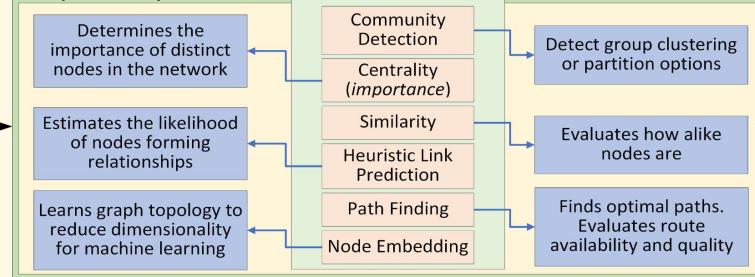 Determines the
importance of distinct
nodes in the network
Community
Detection
Detect group clustering
or partition options
Centrality
(importance)
Estimates the likelihood
of nodes forming
relationships
Similarity
Evaluates how alike
nodes are
Heuristic Link
Prediction
Learns graph topology to
reduce dimensionality
for machine learning
Path Finding
Finds optimal paths.
Evaluates route
availability and quality
Node Embedding